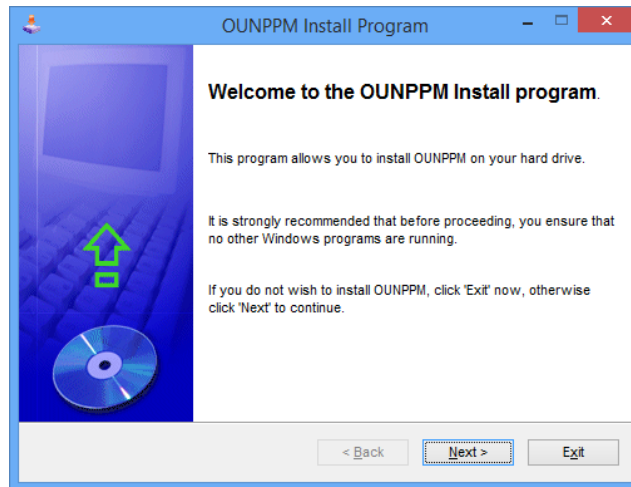 OUNPPM Install Program
Welcome to the OUNPPM Install program.
This program allows you to install OUNPPM on your hard drive.
It is strongly recommended that before proceeding, you ensure that
no other Windows programs are running.
If you do not wish to install OUNPPM, click 'Exit' now, otherwise
click 'Next' to continue.
< Back Next > Exit